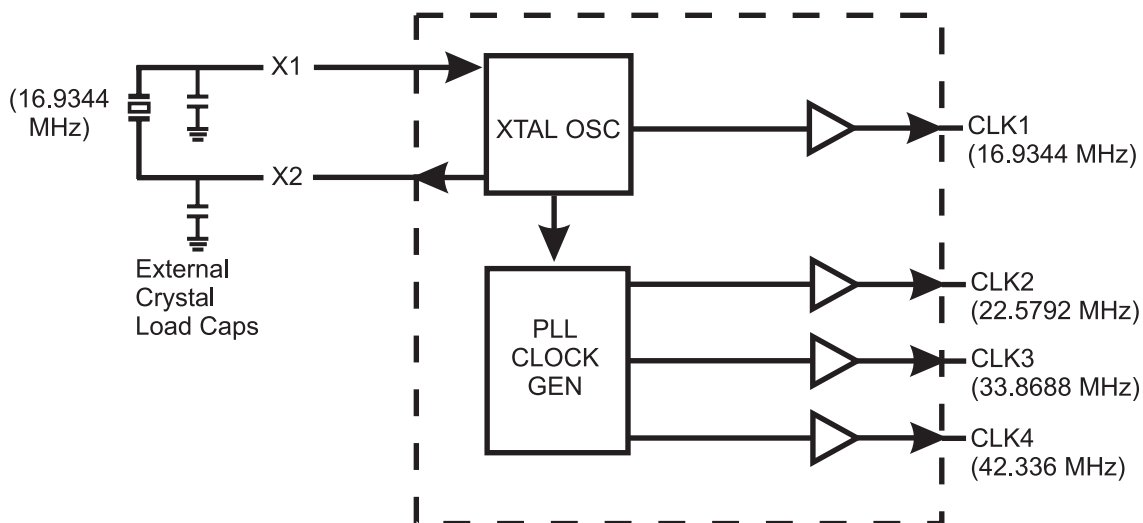 (16.9344
MHz)
X1
X2
External
Crystal
Load Caps
XTAL OSC
PLL
CLOCK
GEN
CLK1
(16.9344 MHz)
CLK2
(22.5792 MHz)
CLK3
(33.8688 MHz)
CLK4
(42.336 MHz)